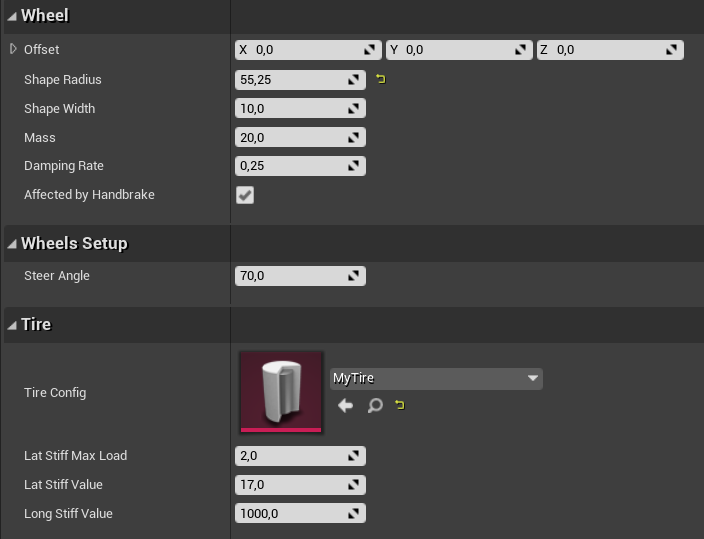 Wheel
Offset X 0,0 Y 0,0 Z 0,0
Shape Radius 55,25
Shape Width 10,0
Mass 20,0
Damping Rate 0,25
Affected by Handbrake
Wheels Setup
Steer Angle 70,0
Tire
Tire Config MyTire
Lat Stiff Max Load 2,0
Lat Stiff Value 17,0
Long Stiff Value 1000,0